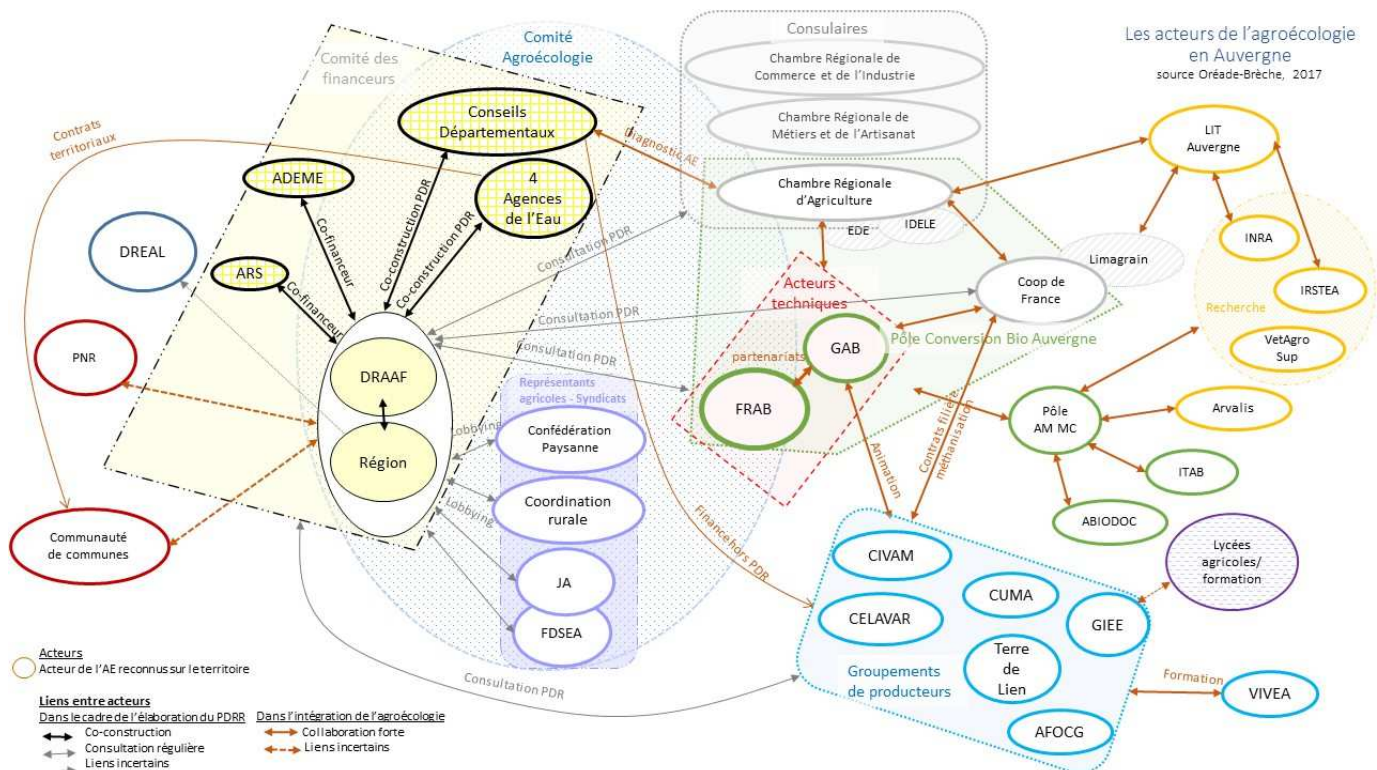 Les acteurs de l'agroécologie
en Auvergne
source Oréade-Brèche, 2017
Comité des
financeurs
Comité
Agroécologie
Consulaires
Chambre Régionale de
Commerce et de l'Industrie
Chambre Régionale de
Métiers et de l'Artisanat
Chambre Régionale
d'Agriculture
EDE
IDELE
Conseils
Départementaux
4
Agences
de l'Eau
ADEME
ARS
DREAL
PNR
Communauté
de communes
Contrats
territoriaux
Diagnostic AE
Co-financeur
Co-financeur
Co-construction PDR
Co-construction PDR
Consultation PDR
Consultation PDR
Consultation PDR
DRAAF
Région
Représentants
agricoles - Syndicats
Lobbying
Lobbying
Confédération
Paysanne
Coordination
rurale
JA
FDSEA
Consultation PDR
Acteurs
techniques
GAB
partenariats
FRAB
Pôle Conversion Bio Auvergne
Coop de
France
Limagrain
LIT
Auvergne
INRA
IRSTEA
Recherche
VetAgro
Sup
Pôle
AM MC
Arvalis
ITAB
ABIODOC
Animation
Contrats filière
méthanisation
Finance hors PDR
CIVAM
CELAVAR
CUMA
GIEE
Terre
de
Lien
AFOCG
Groupements
de producteurs
Lycées
agricoles/
formation
Formation
VIVEA
Acteurs
Acteur de l'AE reconnus sur le territoire
Liens entre acteurs
Dans le cadre de l'élaboration du PDRR
Co-construction
Consultation régulière
Liens incertains
Dans l'intégration de l'agroécologie
Collaboration forte
Liens incertains